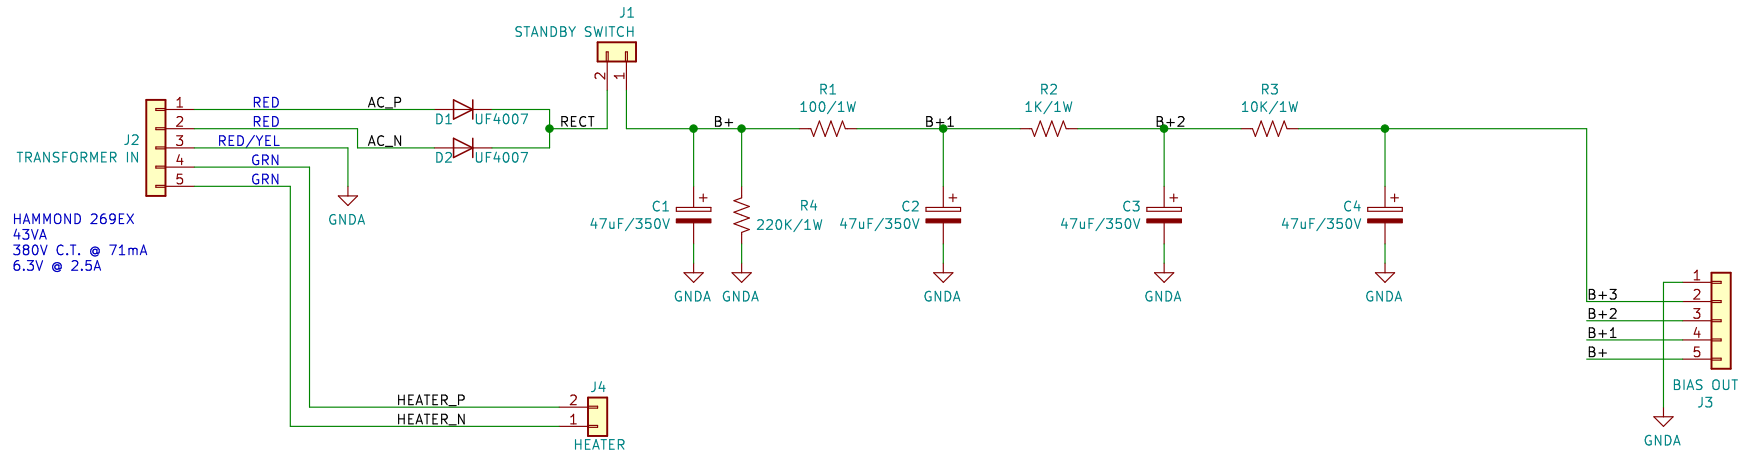 J1
STANDBY SWITCH
2 1
J2
TRANSFORMER IN
1 RED AC_P
2 RED AC_N
3 RED/YEL
4 GRN
5 GRN
HAMMOND 269EX
43VA
380V C.T. @ 71mA
6.3V @ 2.5A
GNDA
D1 UF4007
D2 UF4007
RECT
B+
R1
100/1W
B+1
R2
1K/1W
B+2
R3
10K/1W
C1
47uF/350V
+
GNDA
R4
220K/1W
GNDA
C2
47uF/350V
+
GNDA
C3
47uF/350V
+
GNDA
C4
47uF/350V
+
GNDA
1
B+3 2
B+2 3
B+1 4
B+ 5
BIAS OUT
J3
GNDA
J4
HEATER_P 2
HEATER_N 1
HEATER